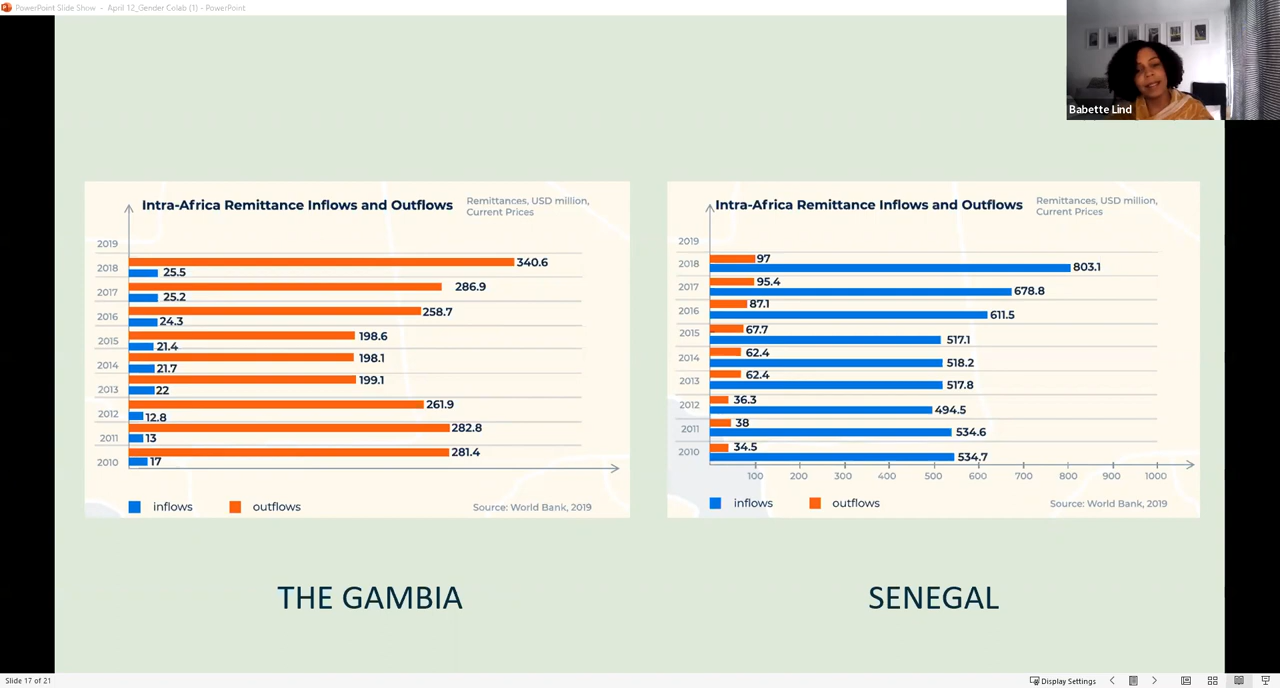 PowerPoint Slide Show - April 12_Gender Colab (1) - PowerPoint
Babette Lind
Intra-Africa Remittance Inflows and Outflows
Remittances, USD million,
Current Prices
2019
340.6
2018
25.5
286.9
2017
25.2
258.7
2016
24.3
198.6
2015
21.4
198.1
2014
21.7
199.1
2013
22
261.9
2012
12.8
282.8
2011
13
281.4
2010
17
inflows
outflows
Source: World Bank, 2019
THE GAMBIA
Intra-Africa Remittance Inflows and Outflows
Remittances, USD million,
Current Prices
2019
97
2018
803.1
95.4
2017
678.8
87.1
2016
611.5
67.7
2015
517.1
62.4
2014
518.2
62.4
2013
517.8
36.3
2012
494.5
38
2011
534.6
34.5
2010
534.7
100 200 300 400 500 600 700 800 900 1000
inflows
outflows
Source: World Bank, 2019
SENEGAL
Slide 17 of 21
Display Settings